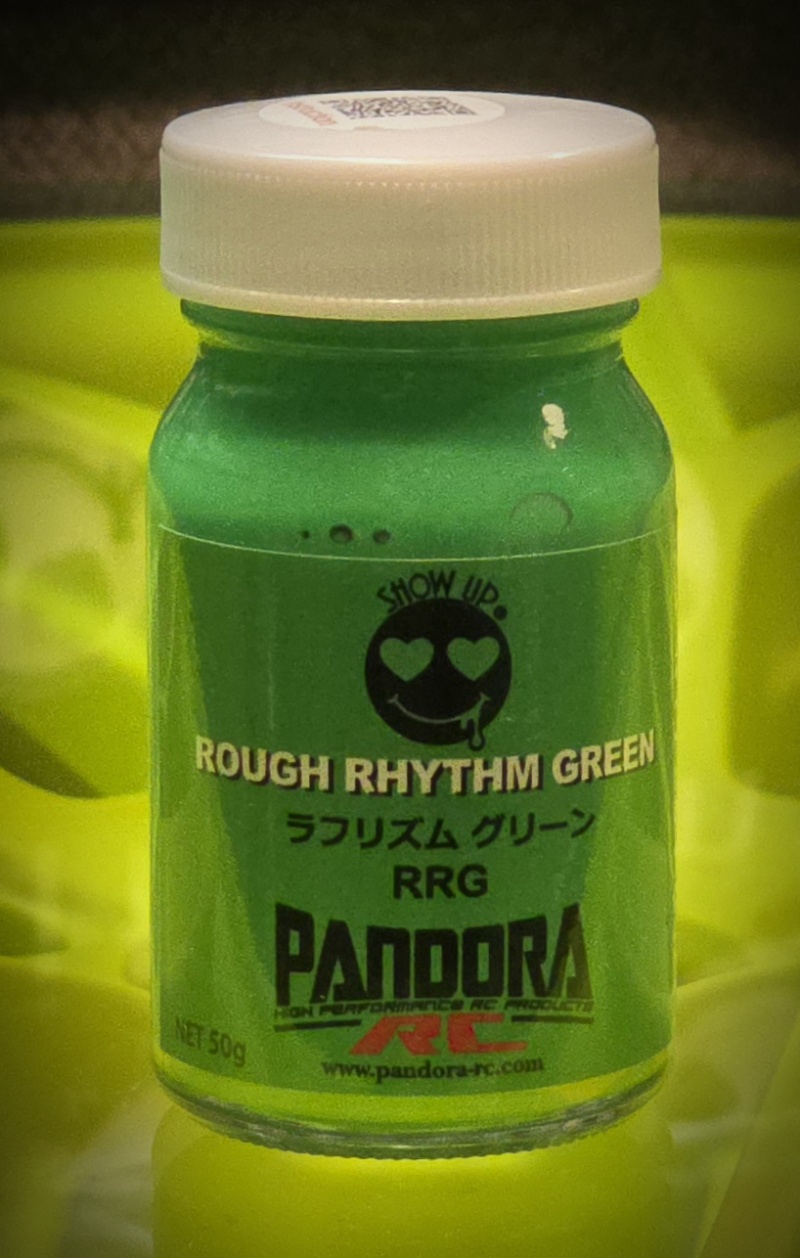 SHOW UP.
ROUGH RHYTHM GREEN
ラフリズム グリーン
RRG
PANDORA
HIGH PERFORMANCE RC PRODUCTS
RC
NET 50g
www.pandora-rc.com